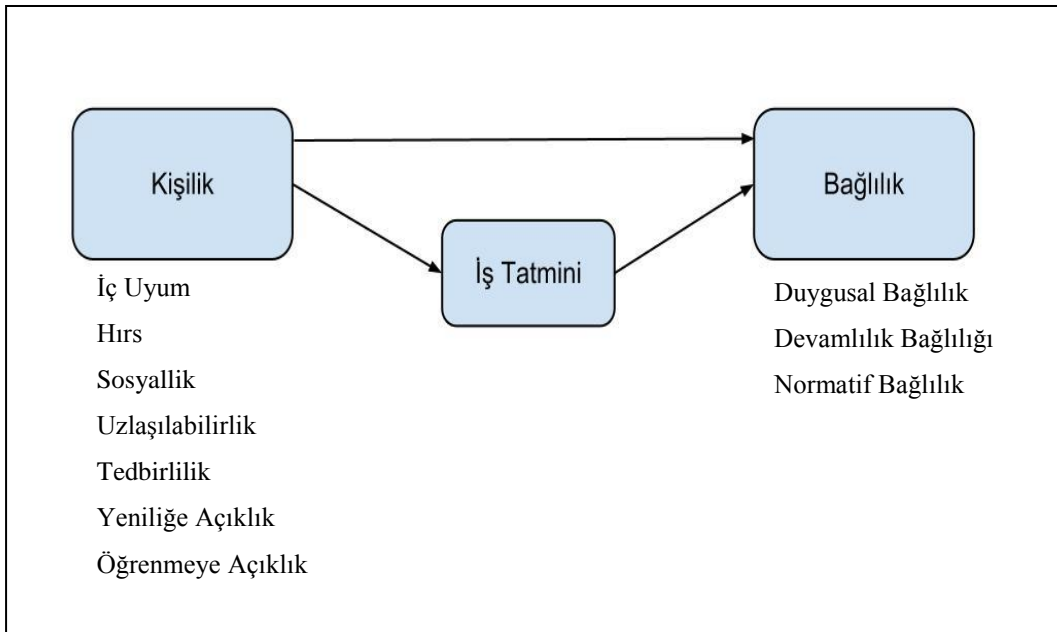 Kişilik
Bağlılık
İş Tatmini
İç Uyum
Hırs
Sosyallik
Uzlaşılabilirlik
Tedbirlilik
Yeniliğe Açıklık
Öğrenmeye Açıklık
Duygusal Bağlılık
Devamlılık Bağlılığı
Normatif Bağlılık